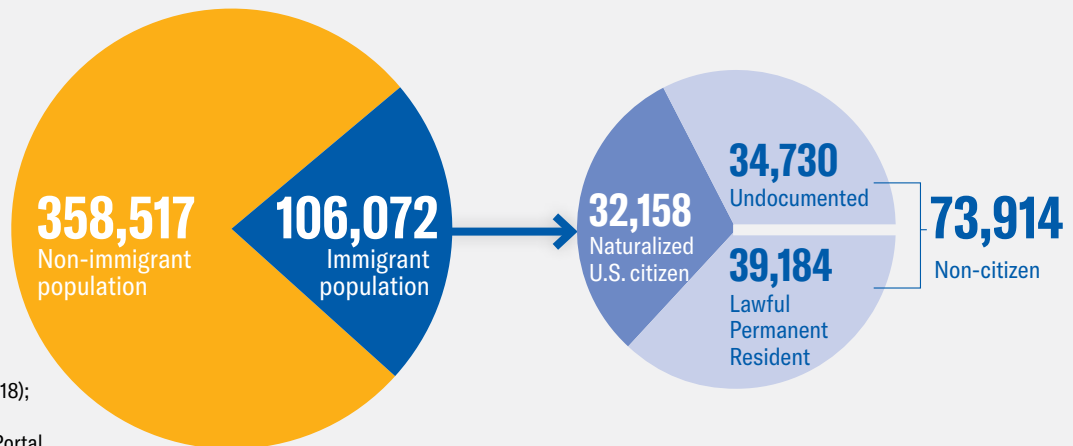 358,517
Non-immigrant
population
106,072
Immigrant
population
32,158
Naturalized
U.S. citizen
34,730
Undocumented
39,184
Lawful
Permanent
Resident
73,914
Non-citizen
18);
Portal